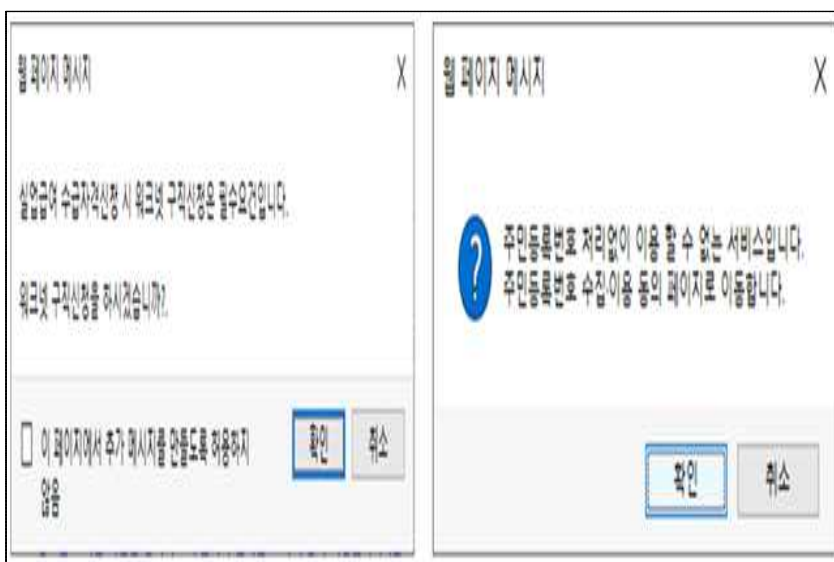 웹 페이지 메시지
실업급여 수급자격신청 시 워크넷 구직신청은 필수요건입니다.
워크넷 구직신청을 하시겠습니까?.
이 페이지에서 추가 메시지를 만들도록 허용하지
않음
확인
취소
웹 페이지 메시지
주민등록번호 처리없이 이용 할 수 없는 서비스입니다.
주민등록번호 수집·이용 동의 페이지로 이동합니다.
확인
취소